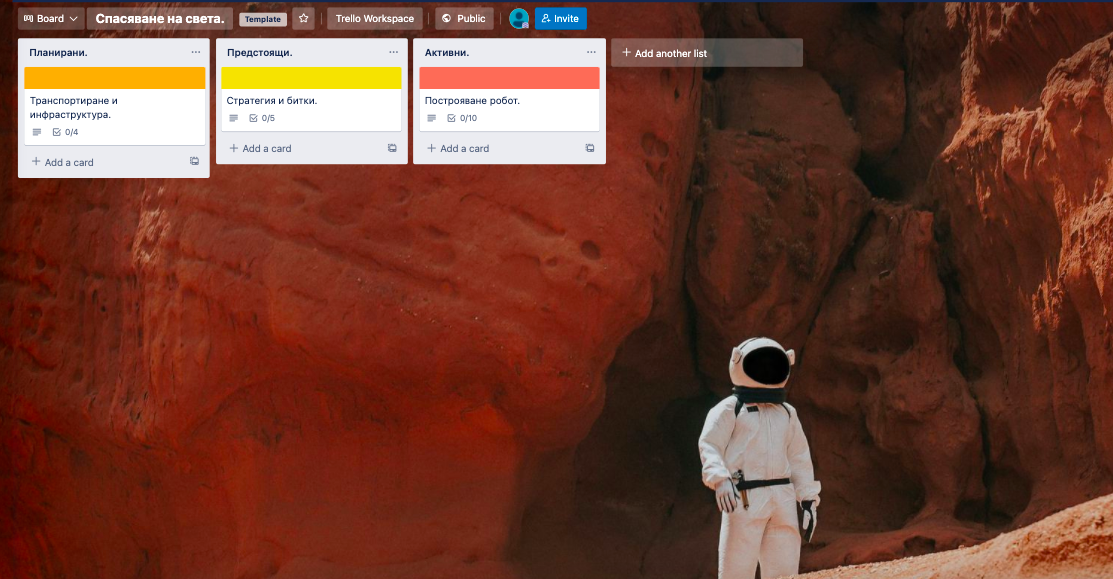 Board
Спасяване на света.
Template
Trello Workspace
Public
Invite
Планирани.
Транспортиране и
инфраструктура.
0/4
Add a card
Предстоящи.
Стратегия и битки.
0/5
Add a card
Активни.
Построяване робот.
0/10
Add a card
Add another list